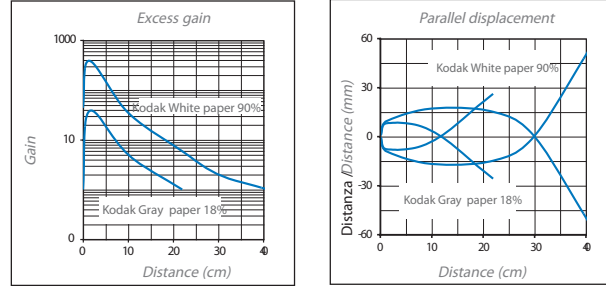 Excess gain
1000
Kodak White paper 90%
10
Gain
Kodak Gray paper 18%
0
0
10
20
30
40
Distance (cm)
Parallel displacement
60
Kodak White paper 90%
30
0
Distanza /Distance (mm)
-30
Kodak Gray paper 18%
-60
0
10
20
30
40
Distance (cm)